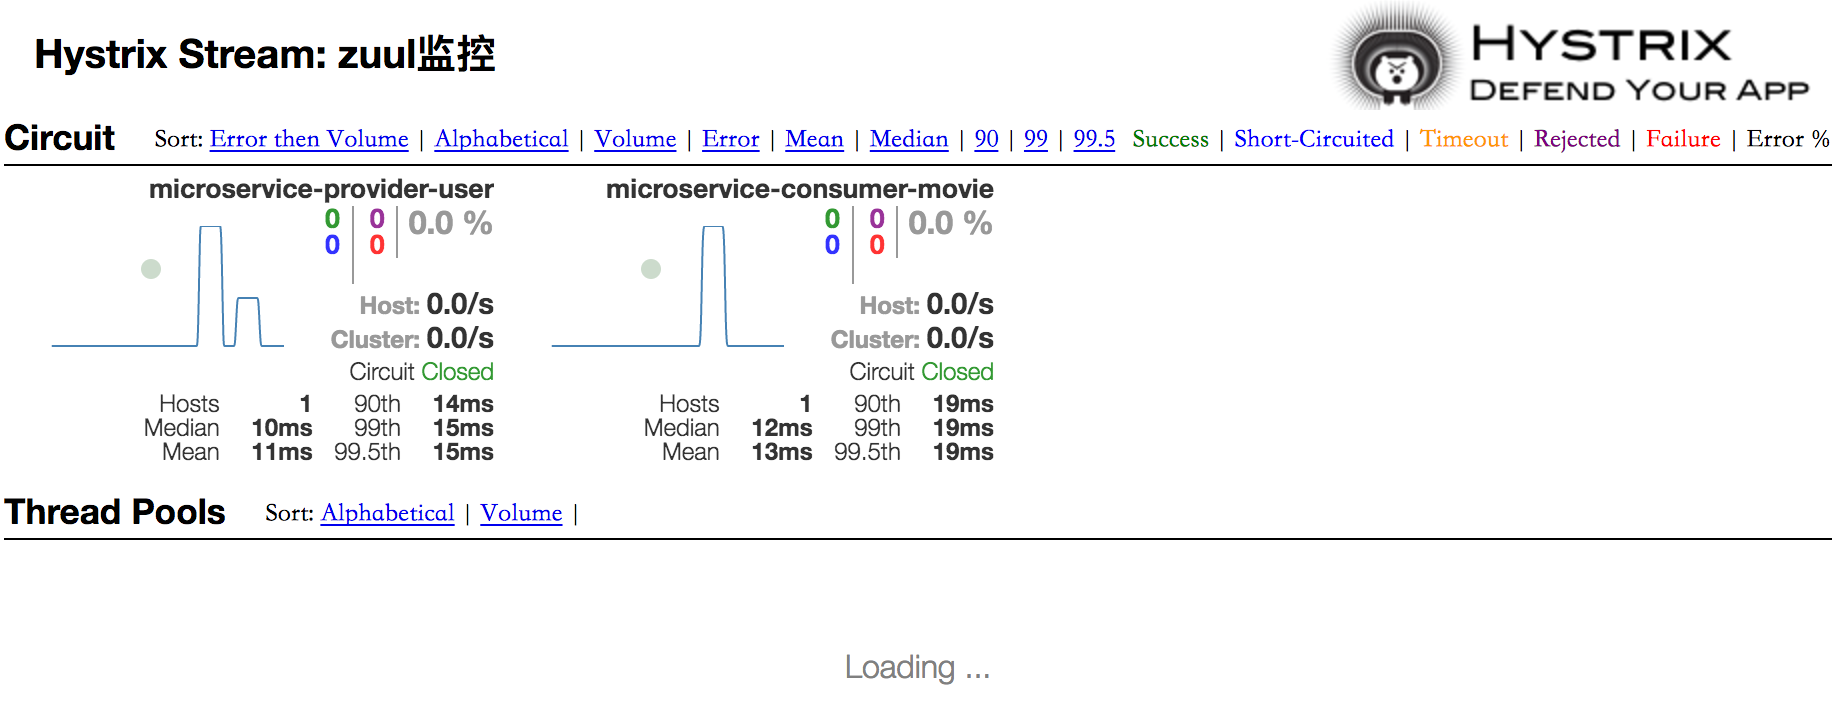 Hystrix Stream: zuul监控
HYSTRIX
DEFEND YOUR APP
Circuit Sort: Error then Volume | Alphabetical | Volume | Error | Mean | Median | 90 | 99 | 99.5 Success | Short-Circuited | Timeout | Rejected | Failure | Error %
microservice-provider-user
0 0 0.0 %
0 0
Host: 0.0/s
Cluster: 0.0/s
Circuit Closed
Hosts 1 90th 14ms
Median 10ms 99th 15ms
Mean 11ms 99.5th 15ms
microservice-consumer-movie
0 0 0.0 %
0 0
Host: 0.0/s
Cluster: 0.0/s
Circuit Closed
Hosts 1 90th 19ms
Median 12ms 99th 19ms
Mean 13ms 99.5th 19ms
Thread Pools Sort: Alphabetical | Volume |
Loading ...